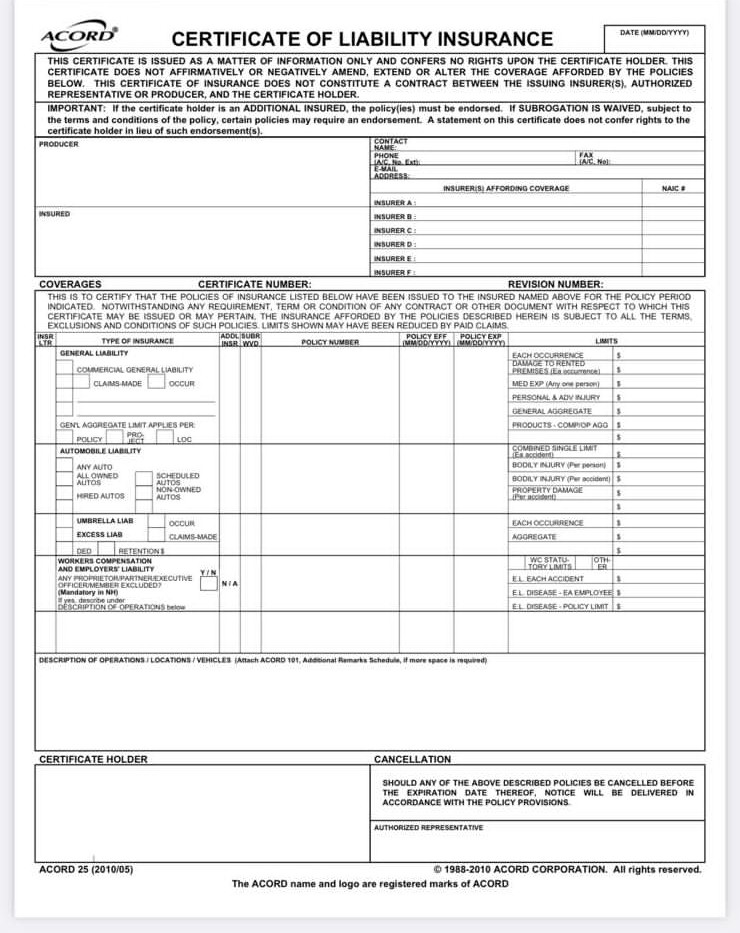 ACORD®
CERTIFICATE OF LIABILITY INSURANCE
DATE (MM/DD/YYYY)
THIS CERTIFICATE IS ISSUED AS A MATTER OF INFORMATION ONLY AND CONFERS NO RIGHTS UPON THE CERTIFICATE HOLDER. THIS
CERTIFICATE DOES NOT AFFIRMATIVELY OR NEGATIVELY AMEND, EXTEND OR ALTER THE COVERAGE AFFORDED BY THE POLICIES
BELOW. THIS CERTIFICATE OF INSURANCE DOES NOT CONSTITUTE A CONTRACT BETWEEN THE ISSUING INSURER(S), AUTHORIZED
REPRESENTATIVE OR PRODUCER, AND THE CERTIFICATE HOLDER.
IMPORTANT: If the certificate holder is an ADDITIONAL INSURED, the policy(ies) must be endorsed. If SUBROGATION IS WAIVED, subject to
the terms and conditions of the policy, certain policies may require an endorsement. A statement on this certificate does not confer rights to the
certificate holder in lieu of such endorsement(s).
PRODUCER
CONTACT
NAME:
PHONE
(A/C, No, Ext):
FAX
(A/C, No):
E-MAIL
ADDRESS:
INSURER(S) AFFORDING COVERAGE NAIC #
INSURER A :
INSURED
INSURER B :
INSURER C :
INSURER D :
INSURER E :
INSURER F :
COVERAGES CERTIFICATE NUMBER: REVISION NUMBER:
THIS IS TO CERTIFY THAT THE POLICIES OF INSURANCE LISTED BELOW HAVE BEEN ISSUED TO THE INSURED NAMED ABOVE FOR THE POLICY PERIOD
INDICATED. NOTWITHSTANDING ANY REQUIREMENT, TERM OR CONDITION OF ANY CONTRACT OR OTHER DOCUMENT WITH RESPECT TO WHICH THIS
CERTIFICATE MAY BE ISSUED OR MAY PERTAIN, THE INSURANCE AFFORDED BY THE POLICIES DESCRIBED HEREIN IS SUBJECT TO ALL THE TERMS,
EXCLUSIONS AND CONDITIONS OF SUCH POLICIES. LIMITS SHOWN MAY HAVE BEEN REDUCED BY PAID CLAIMS.
INSR
LTR
TYPE OF INSURANCE
ADDL
INSR
SUBR
WVD
POLICY NUMBER
POLICY EFF
(MM/DD/YYYY)
POLICY EXP
(MM/DD/YYYY)
LIMITS
GENERAL LIABILITY
COMMERCIAL GENERAL LIABILITY
CLAIMS-MADE OCCUR
GEN'L AGGREGATE LIMIT APPLIES PER:
POLICY PRO-
JECT LOC
EACH OCCURRENCE $
DAMAGE TO RENTED
PREMISES (Ea occurrence) $
MED EXP (Any one person) $
PERSONAL & ADV INJURY $
GENERAL AGGREGATE $
PRODUCTS - COMP/OP AGG $
$
AUTOMOBILE LIABILITY
ANY AUTO
ALL OWNED
AUTOS
SCHEDULED
AUTOS
HIRED AUTOS
NON-OWNED
AUTOS
COMBINED SINGLE LIMIT
(Ea accident) $
BODILY INJURY (Per person) $
BODILY INJURY (Per accident) $
PROPERTY DAMAGE
(Per accident) $
$
UMBRELLA LIAB OCCUR
EXCESS LIAB CLAIMS-MADE
DED RETENTION $
EACH OCCURRENCE $
AGGREGATE $
$
WORKERS COMPENSATION
AND EMPLOYERS' LIABILITY
Y / N
ANY PROPRIETOR/PARTNER/EXECUTIVE
OFFICER/MEMBER EXCLUDED?
(Mandatory in NH)
If yes, describe under
DESCRIPTION OF OPERATIONS below
N / A
WC STATU-
TORY LIMITS
OTH-
ER
E.L. EACH ACCIDENT $
E.L. DISEASE - EA EMPLOYEE $
E.L. DISEASE - POLICY LIMIT $
DESCRIPTION OF OPERATIONS / LOCATIONS / VEHICLES (Attach ACORD 101, Additional Remarks Schedule, if more space is required)
CERTIFICATE HOLDER
CANCELLATION
SHOULD ANY OF THE ABOVE DESCRIBED POLICIES BE CANCELLED BEFORE
THE EXPIRATION DATE THEREOF, NOTICE WILL BE DELIVERED IN
ACCORDANCE WITH THE POLICY PROVISIONS.
AUTHORIZED REPRESENTATIVE
ACORD 25 (2010/05)
© 1988-2010 ACORD CORPORATION. All rights reserved.
The ACORD name and logo are registered marks of ACORD